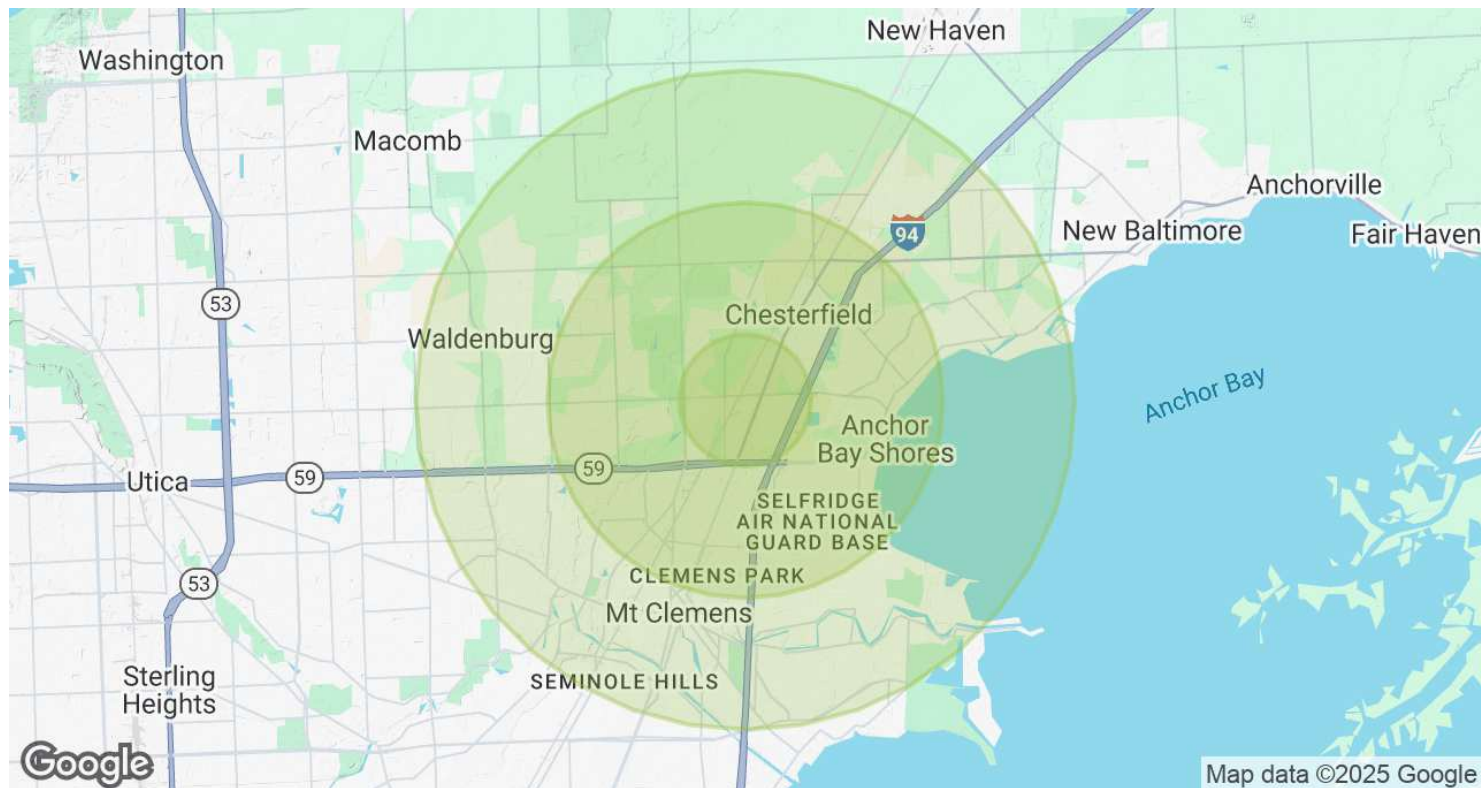 New Haven
Washington
Macomb
Anchorville
94
New Baltimore
Fair Haven
53
Chesterfield
Waldenburg
Anchor Bay
Anchor
Bay Shores
59
59
Utica
SELFRIDGE
AIR NATIONAL
GUARD BASE
53
CLEMENS PARK
Mt Clemens
Sterling
Heights
SEMINOLE HILLS
Google
Map data ©2025 Google